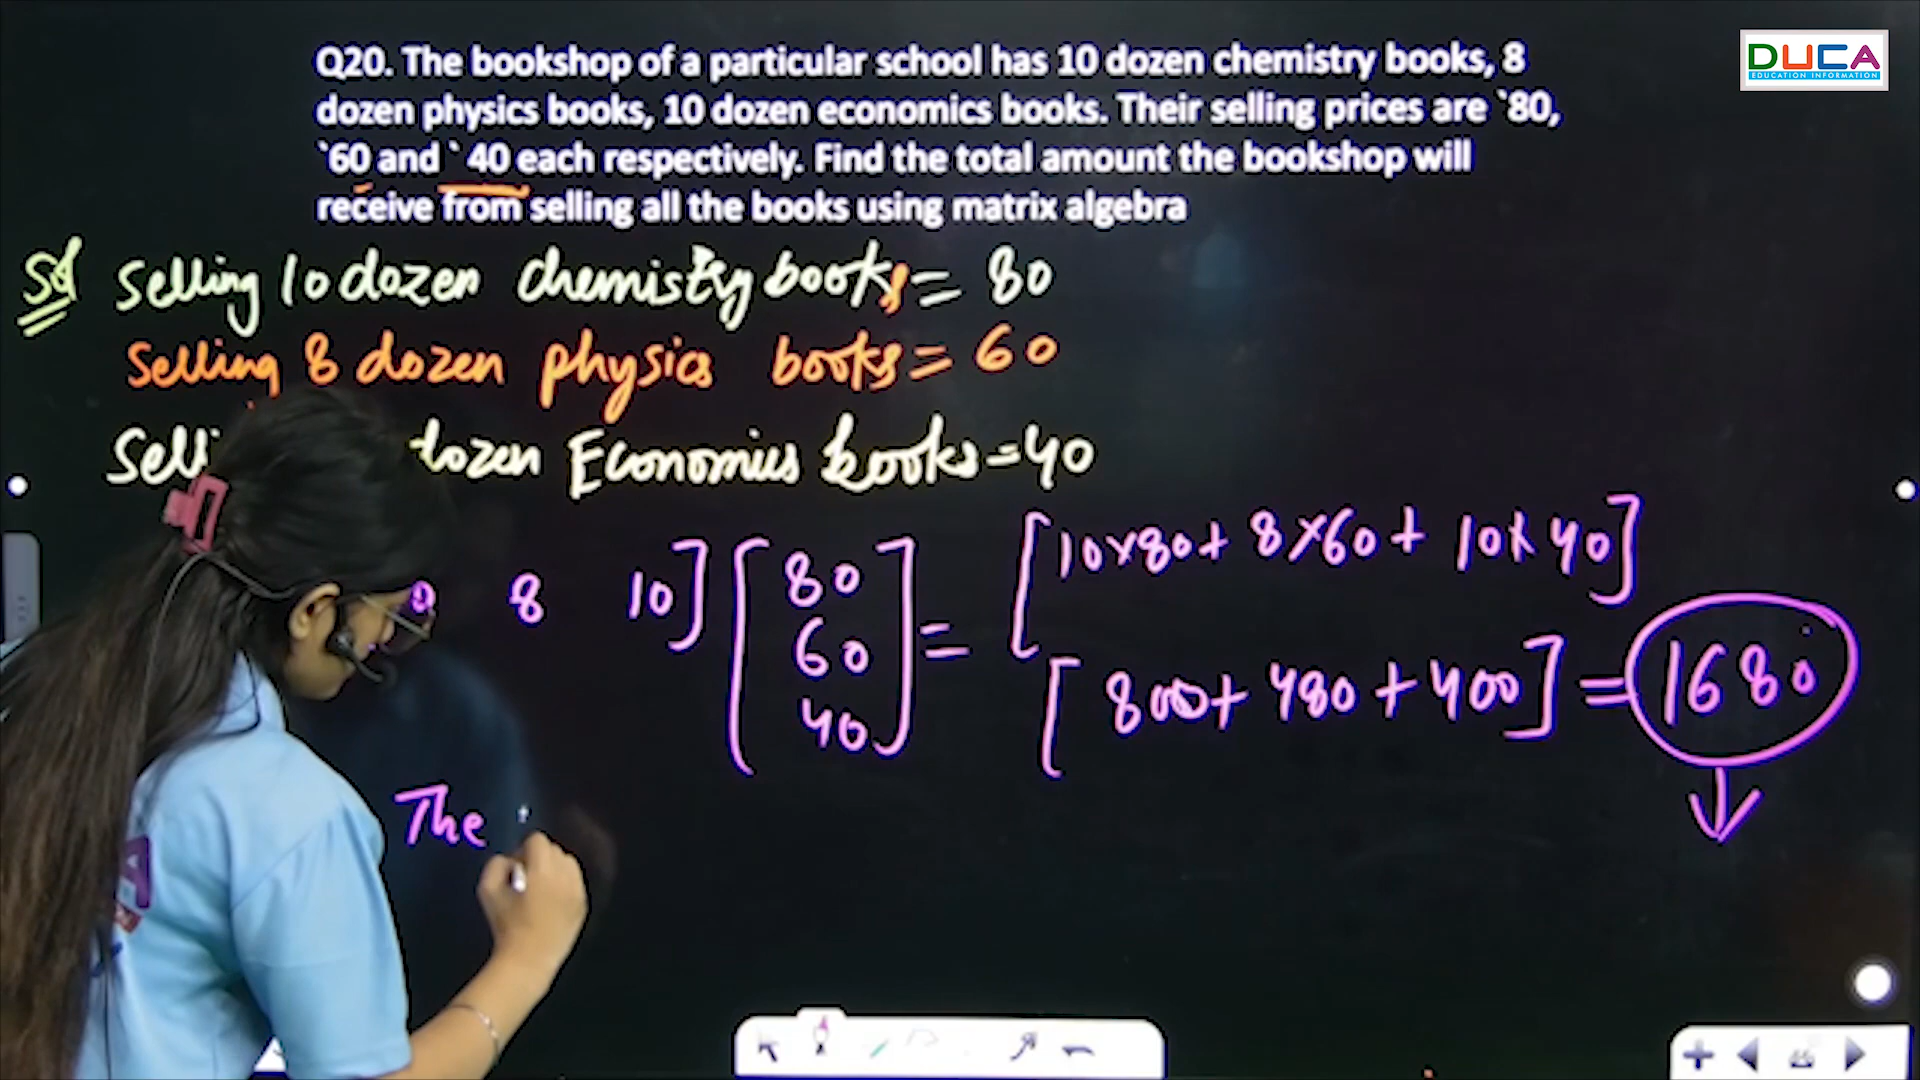 DUCA
EDUCATION INFORMATION
Q20. The bookshop of a particular school has 10 dozen chemistry books, 8
dozen physics books, 10 dozen economics books. Their selling prices are `80,
`60 and ` 40 each respectively. Find the total amount the bookshop will
receive from selling all the books using matrix algebra
Sol Selling 10 dozen chemistry books = 80
Selling 8 dozen physics books = 60
Selli dozen Economics books = 40
8 10] [80 60 40] = [10×80+ 8×60+ 10×40]
[800+ 480+400] = 1680
The